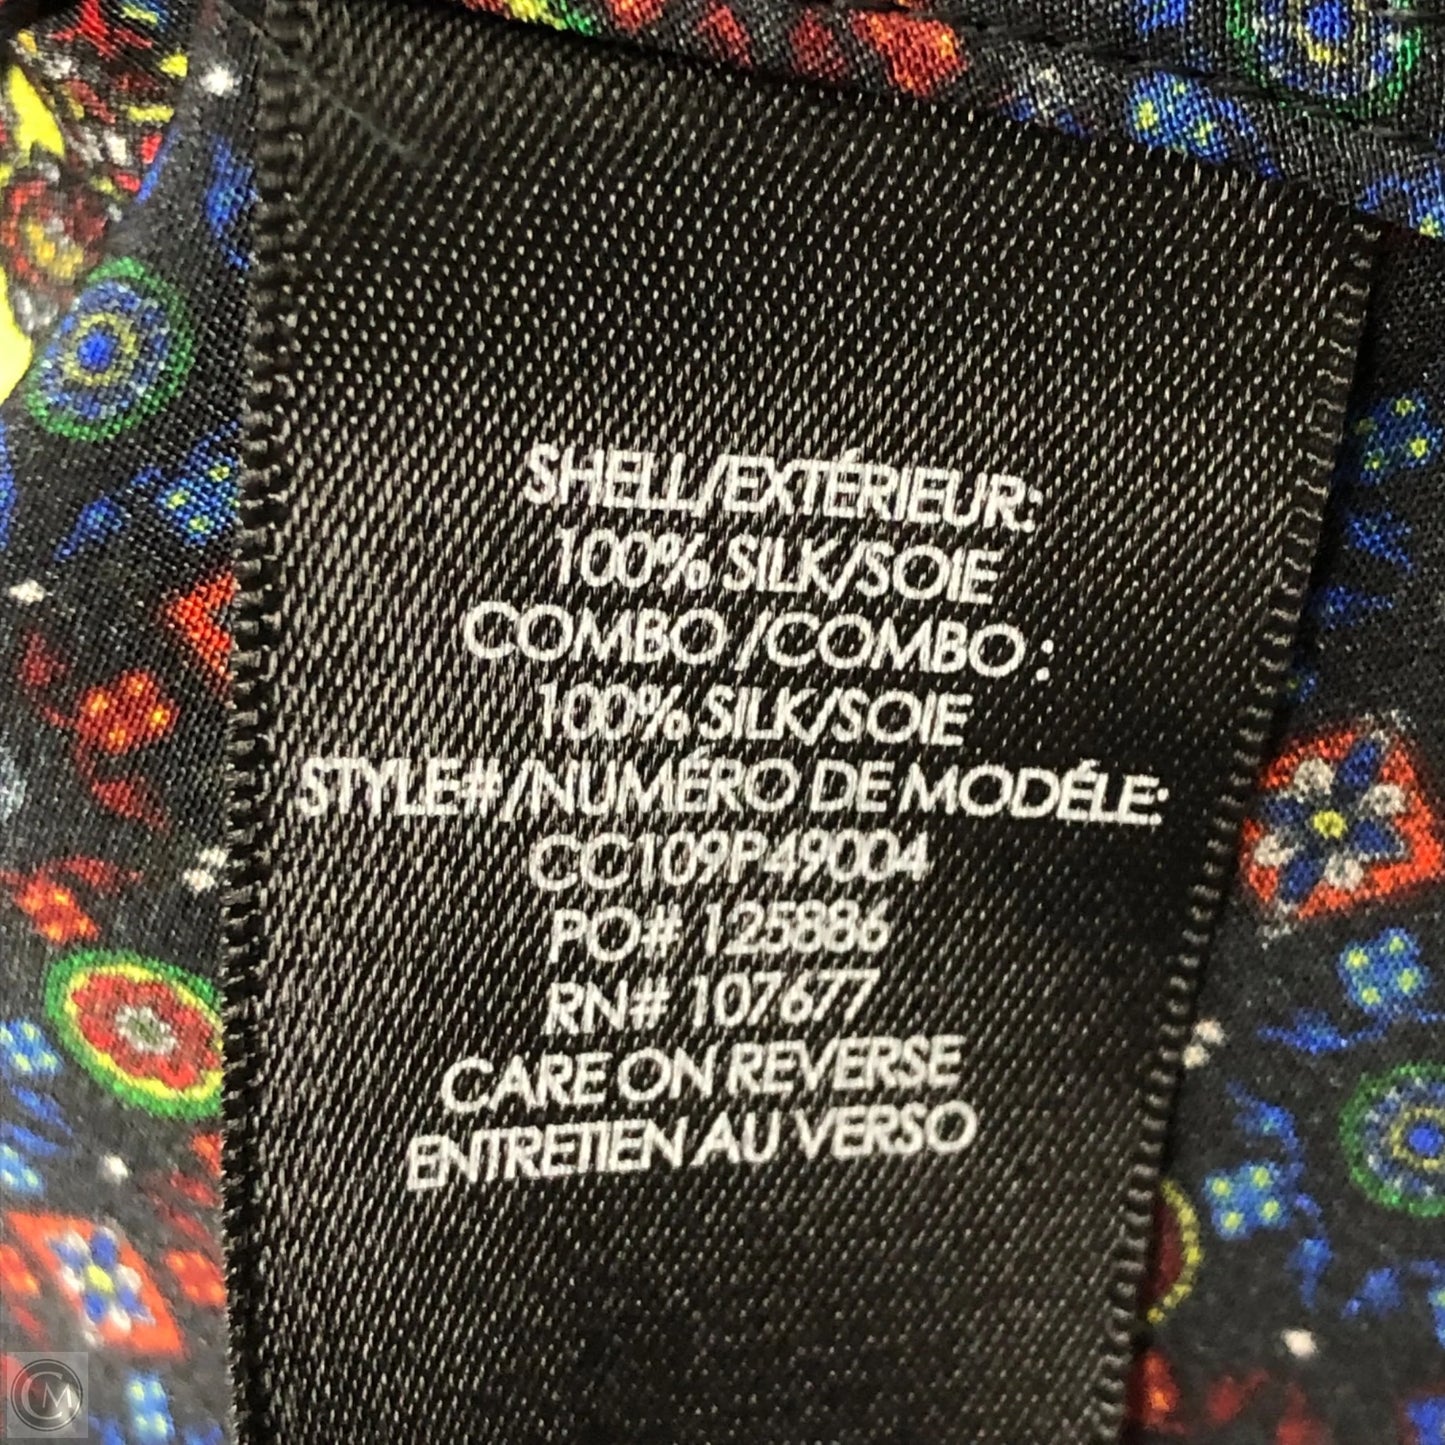 SHELL/EXTÉRIEUR:
100% SILK/SOIE
COMBO /COMBO :
100% SILK/SOIE
STYLE#/NUMÉRO DE MODÉLE:
CC109P49004
PO# 125886
RN# 107677
CARE ON REVERSE
ENTRETIEN AU VERSO
CM